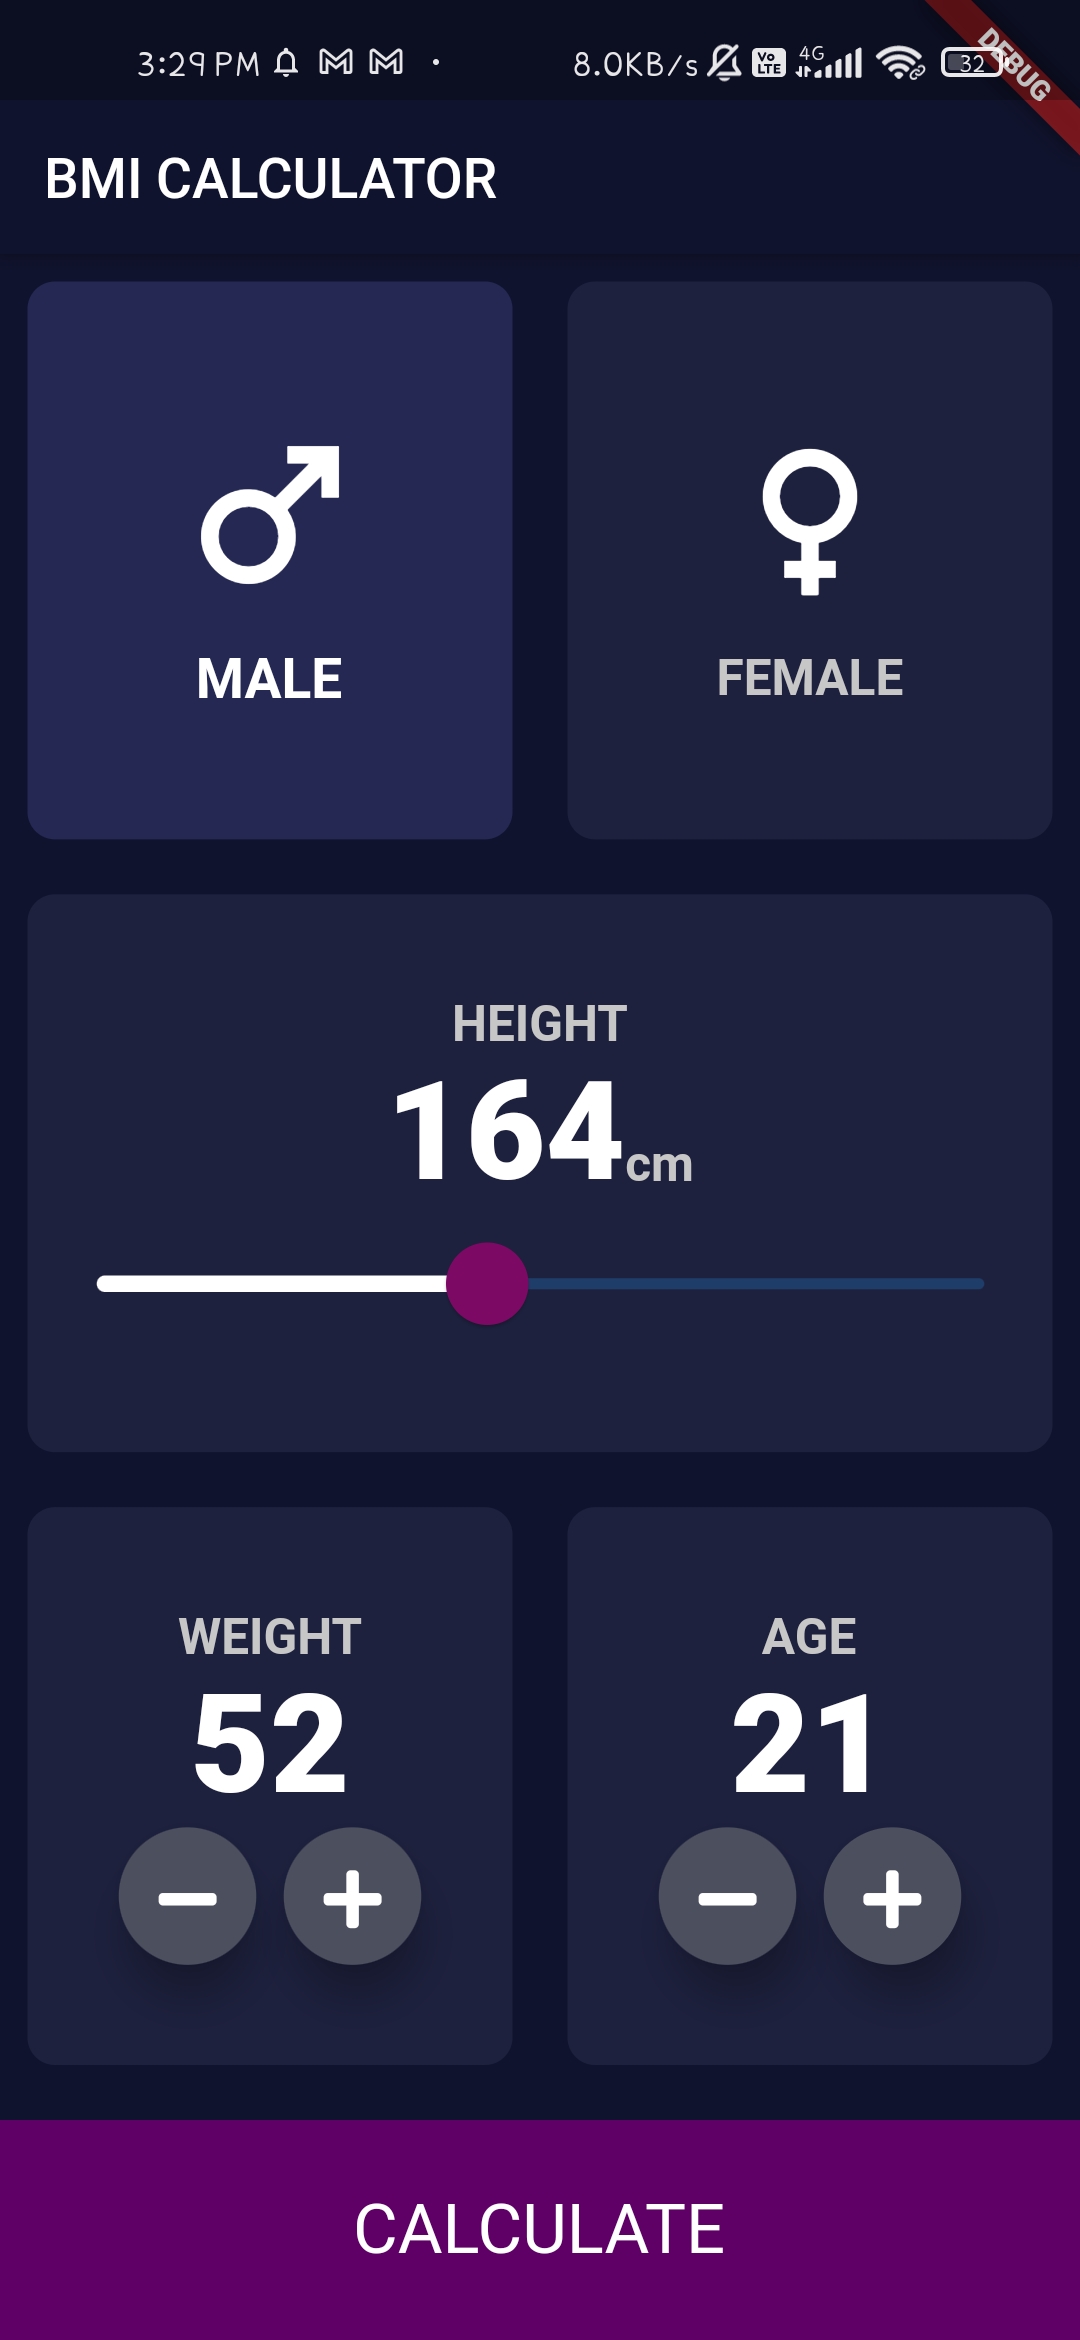 3:29 PM 8.0KB/s Vo LTE 4G 32
DEBUG
BMI CALCULATOR
MALE FEMALE
HEIGHT
164cm
WEIGHT AGE
52 21
CALCULATE